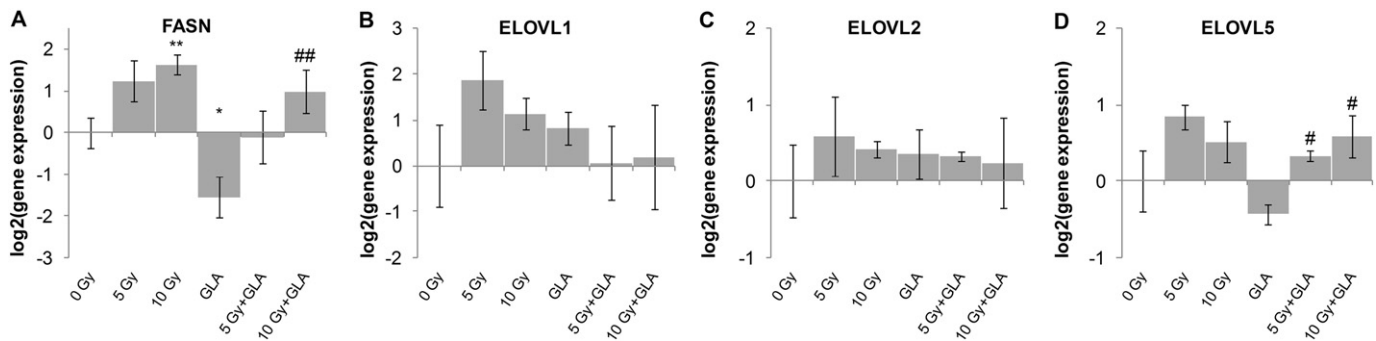 A
FASN
log2(gene expression)
2
1
0
-1
-2
-3
**
*
##
0 Gy
5 Gy
10 Gy
GLA
5 Gy+GLA
10 Gy+GLA
B
ELOVL1
log2(gene expression)
3
2
1
0
-1
-2
0 Gy
5 Gy
10 Gy
GLA
5 Gy+GLA
10 Gy+GLA
C
ELOVL2
log2(gene expression)
2
1
0
-1
0 Gy
5 Gy
10 Gy
GLA
5 Gy+GLA
10 Gy+GLA
D
ELOVL5
log2(gene expression)
2
1
0
-1
#
#
0 Gy
5 Gy
10 Gy
GLA
5 Gy+GLA
10 Gy+GLA